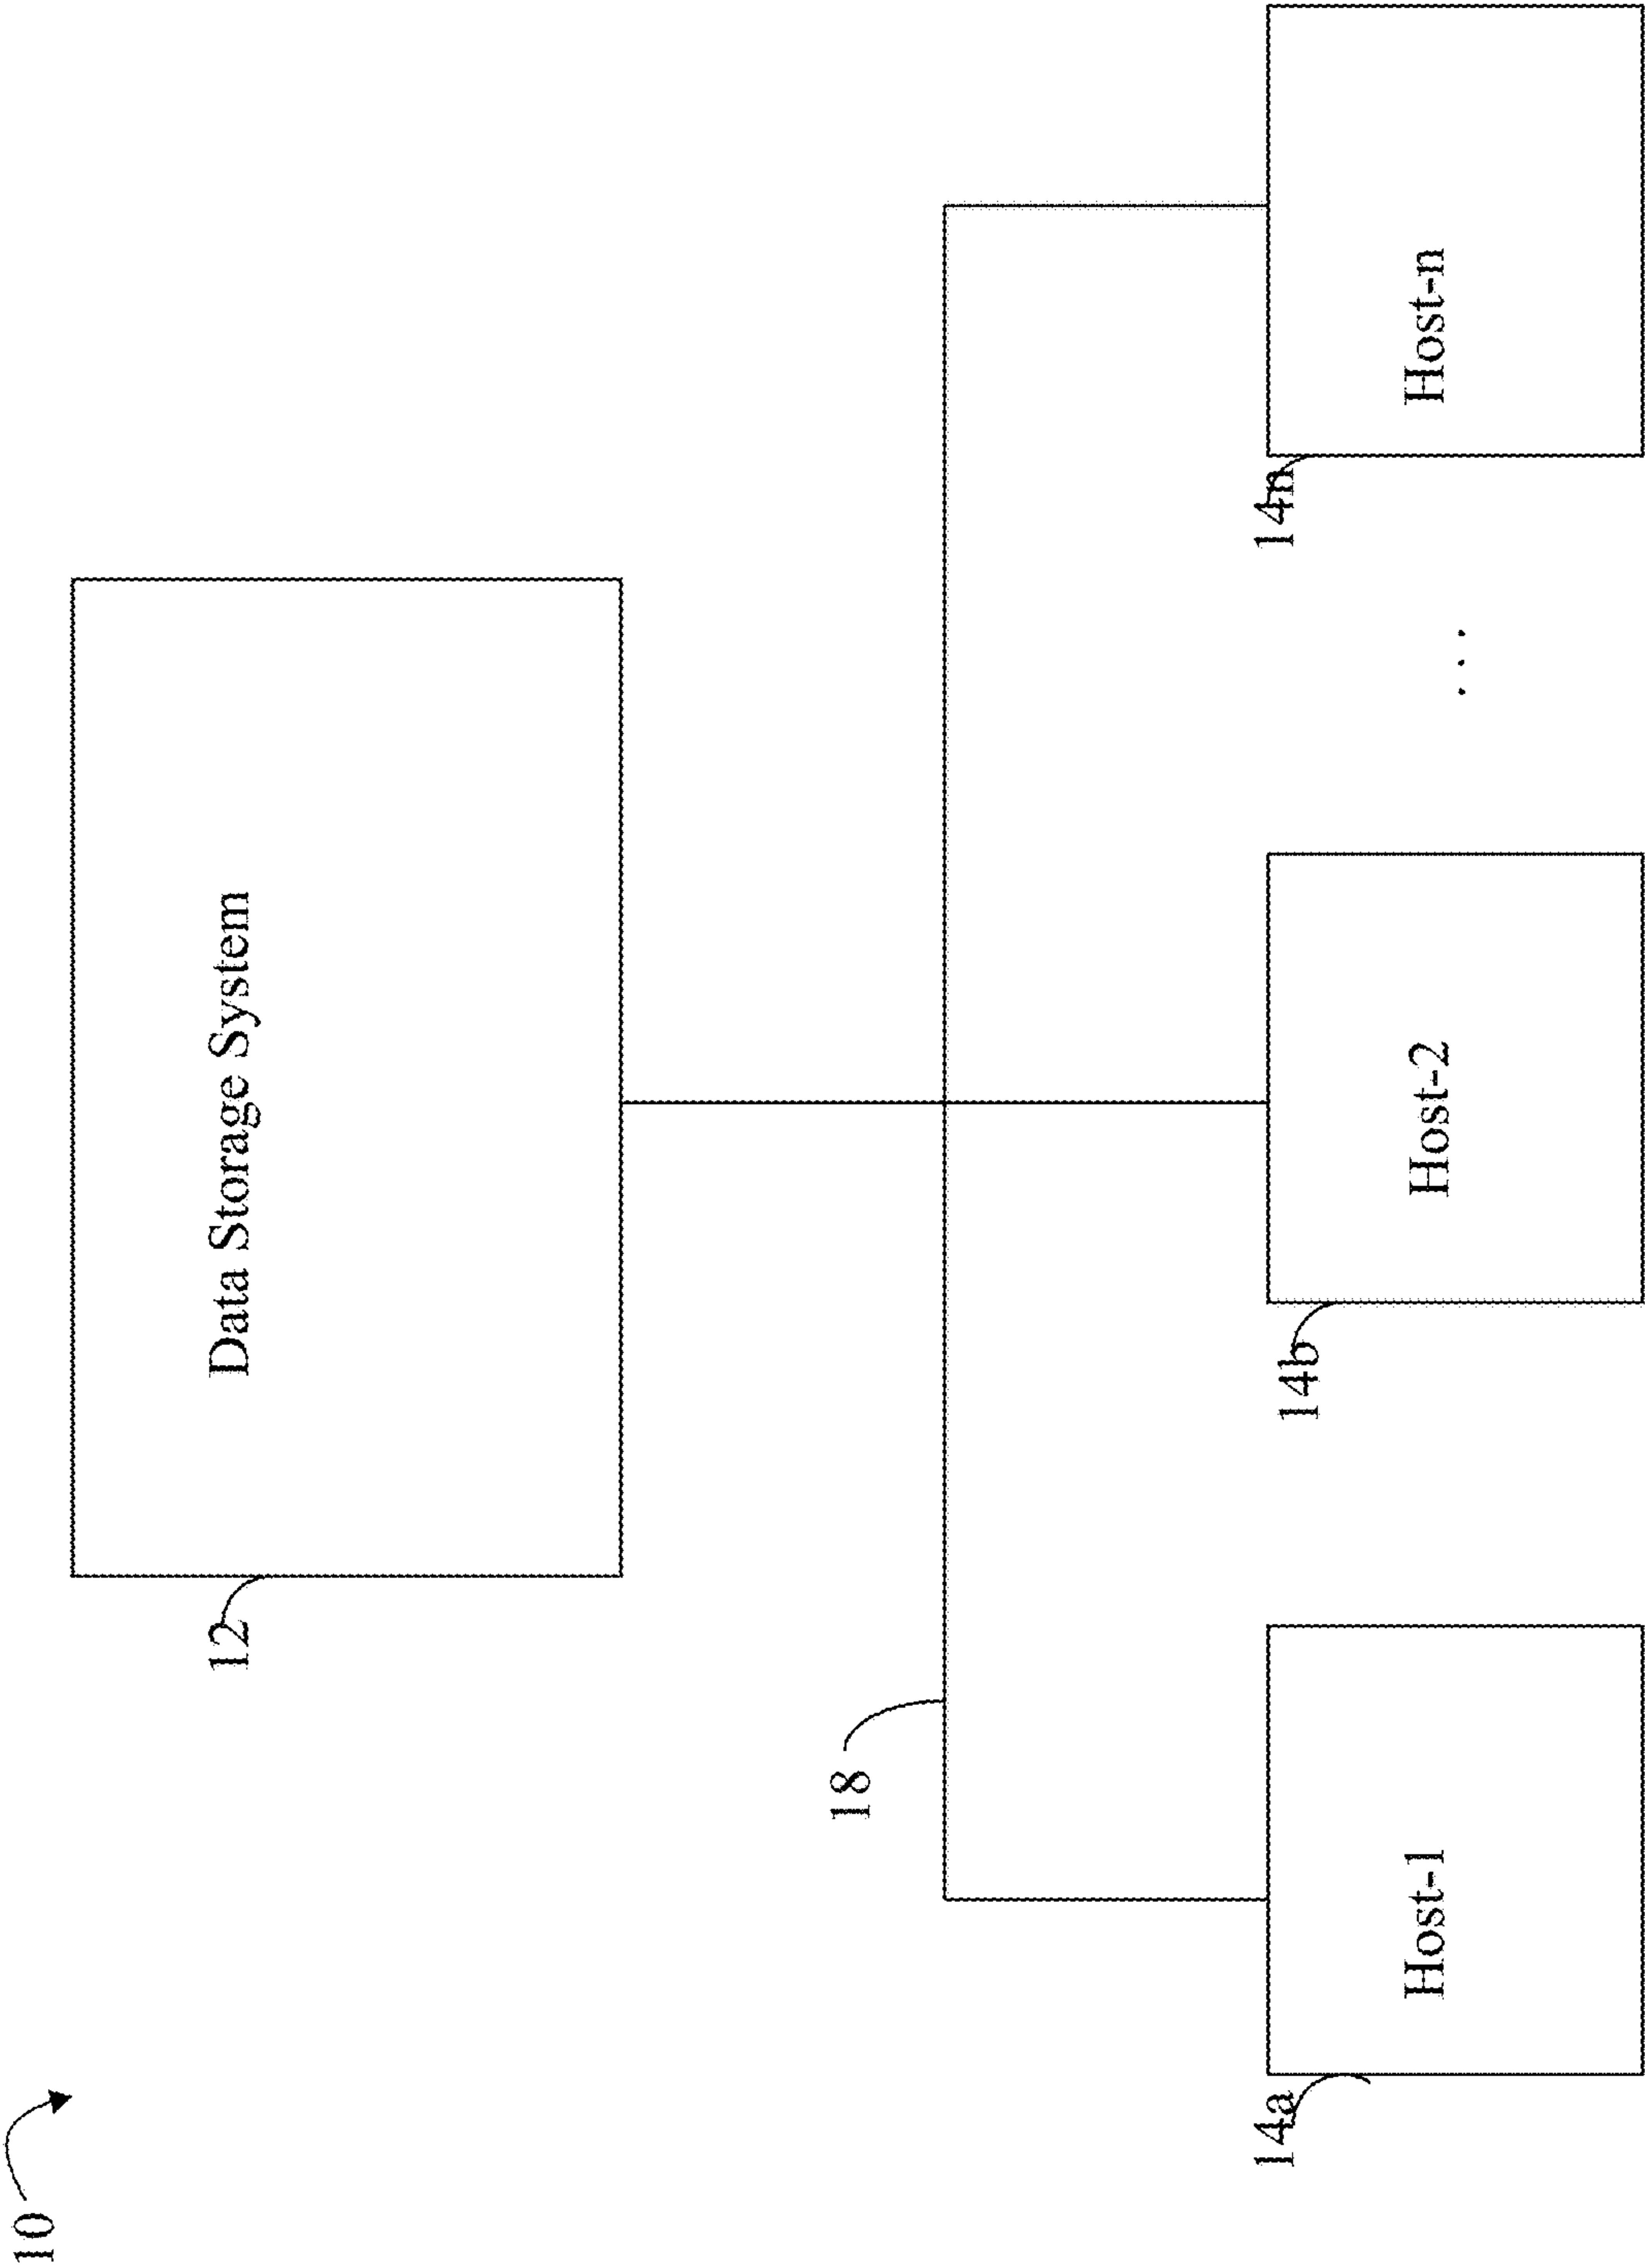 10
12
Data Storage System
18
14a
Host-1
14b
Host-2
. . .
14n
Host-n